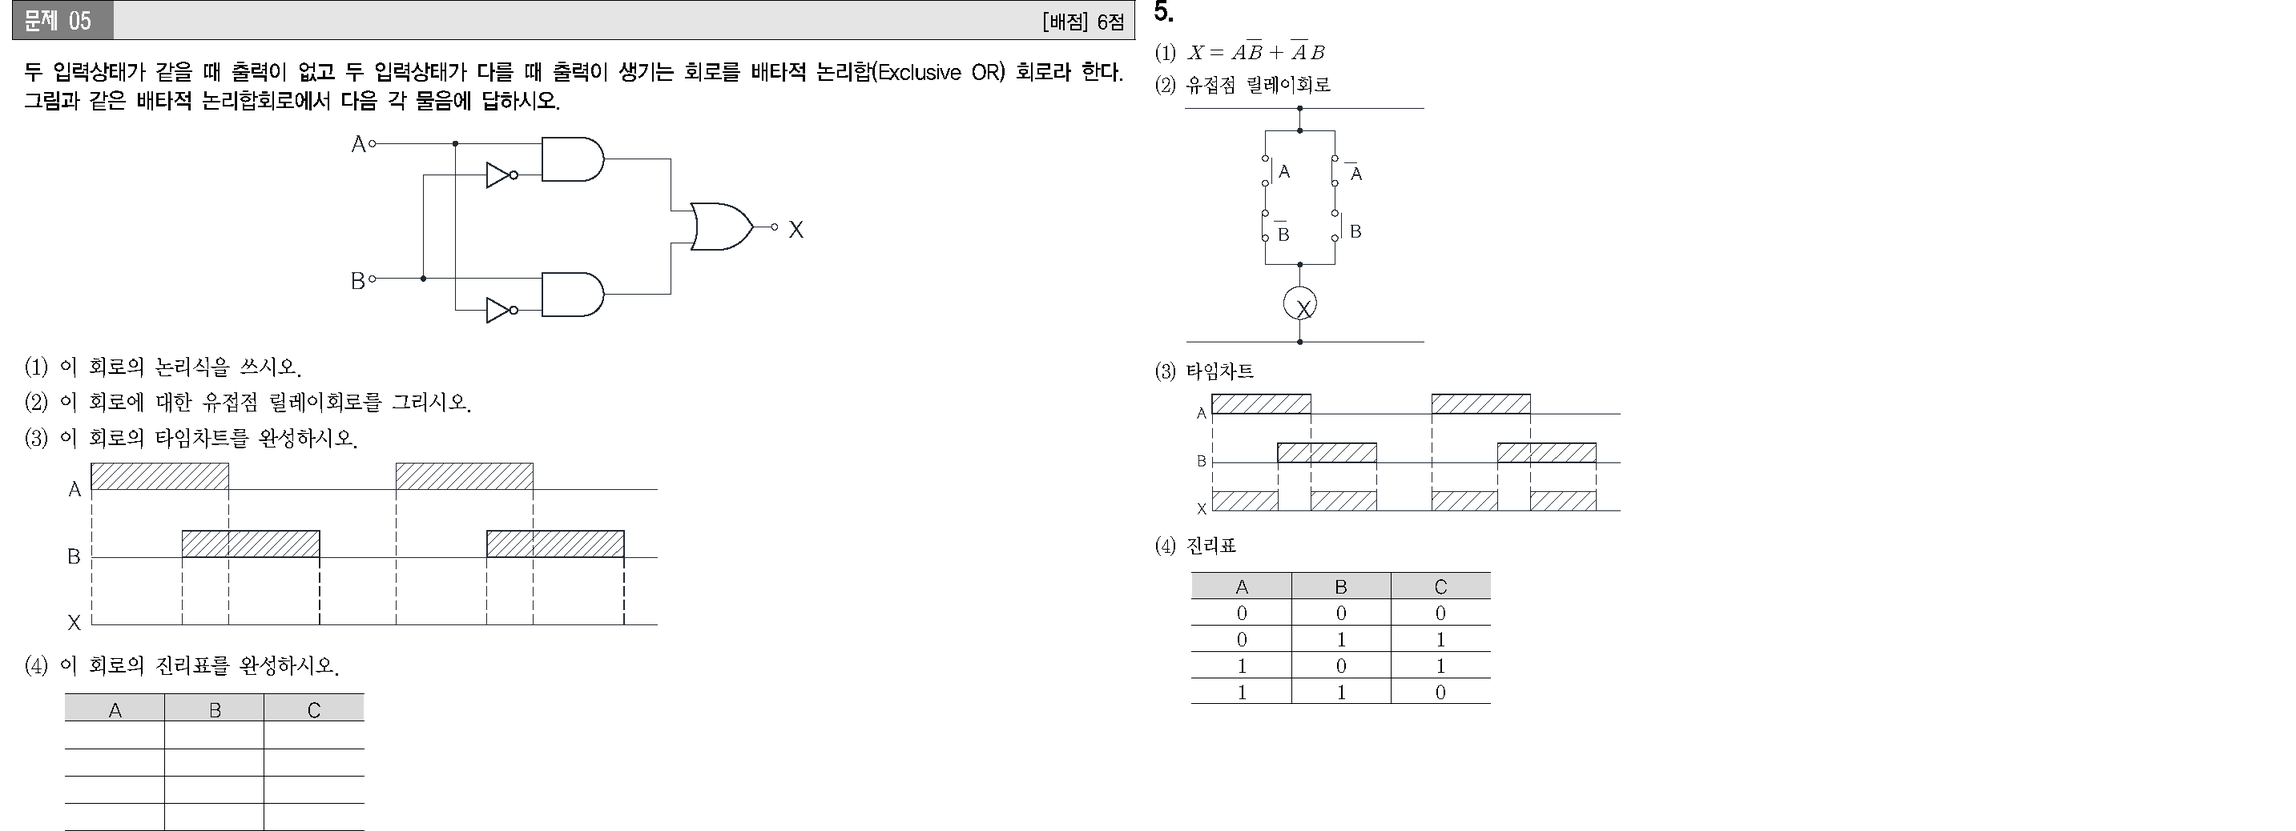 문제 05
[배점] 6점
두 입력상태가 같을 때 출력이 없고 두 입력상태가 다를 때 출력이 생기는 회로를 배타적 논리합(Exclusive OR) 회로라 한다.
그림과 같은 배타적 논리합회로에서 다음 각 물음에 답하시오.
A
B
X
(1) 이 회로의 논리식을 쓰시오.
(2) 이 회로에 대한 유접점 릴레이회로를 그리시오.
(3) 이 회로의 타임차트를 완성하시오.
A
B
X
(4) 이 회로의 진리표를 완성하시오.
A B C
5.
(1) X = AB̅ + A̅B
(2) 유접점 릴레이회로
A A̅
B̅ B
X
(3) 타임차트
A
B
X
(4) 진리표
A B C
0 0 0
0 1 1
1 0 1
1 1 0